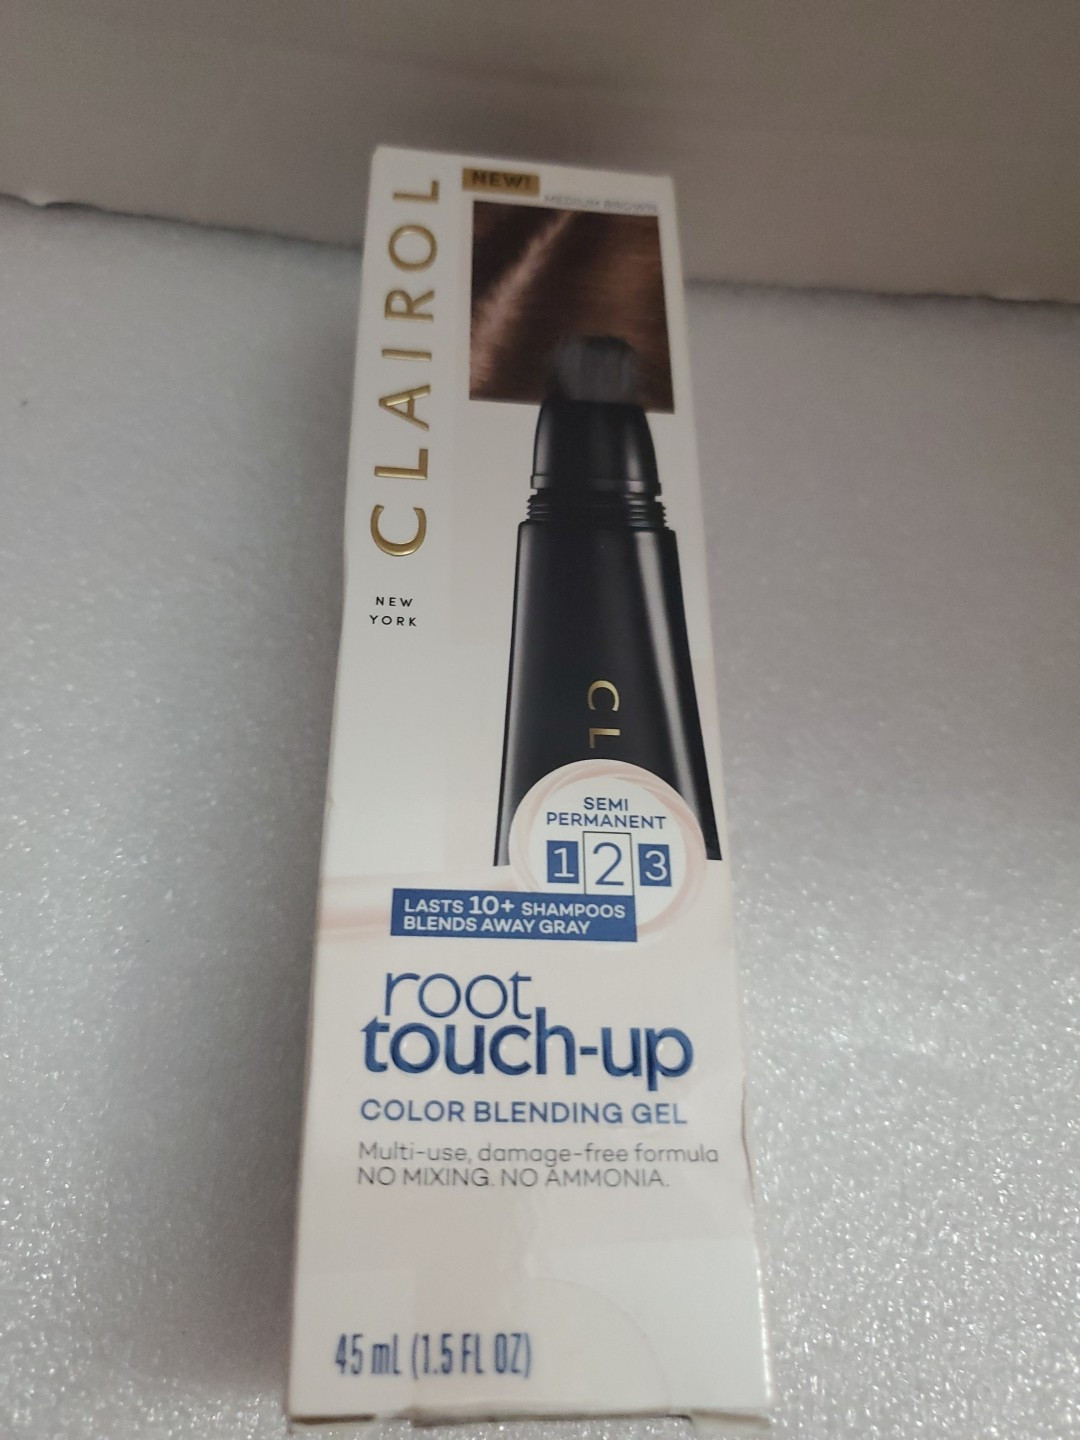 NEW!
MEDIUM BROWN
CLAIROL
NEW
YORK
CL
SEMI
PERMANENT
1 2 3
LASTS 10+ SHAMPOOS
BLENDS AWAY GRAY
root
touch-up
COLOR BLENDING GEL
Multi-use, damage-free formula
NO MIXING. NO AMMONIA.
45 mL (1.5 FL OZ)